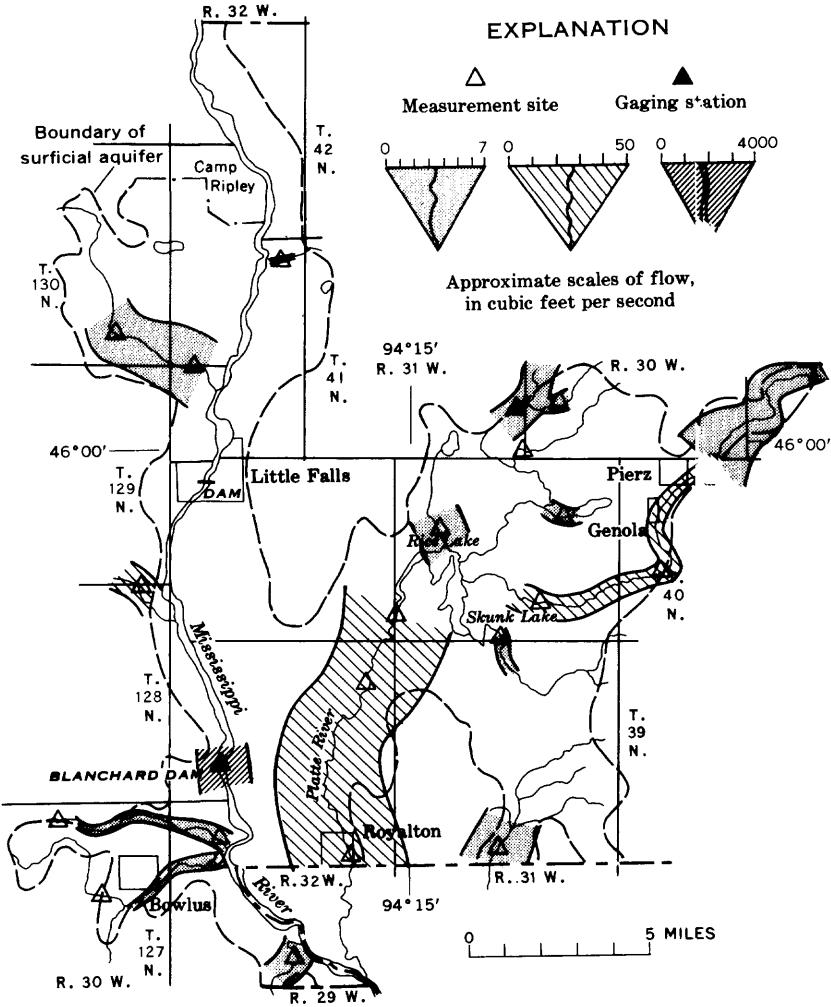 R. 32 W.
EXPLANATION
Measurement site
Gaging station
0 7
0 50
0 4000
Approximate scales of flow,
in cubic feet per second
Boundary of
surficial aquifer
T.
42
N.
Camp
Ripley
T.
130
N.
94°15'
R. 31 W.
R. 30 W.
T.
41
N.
46°00'
46°00'
T.
129
N.
Little Falls
DAM
Pierz
Genola
Rice Lake
T.
40
N.
Skunk Lake
Mississippi
T.
128
N.
T.
39
N.
Platte River
BLANCHARD DAM
Royalton
R. 32 W.
R. 31 W.
River
94°15'
Bowlus
T.
127
N.
R. 30 W.
R. 29 W.
0 5 MILES